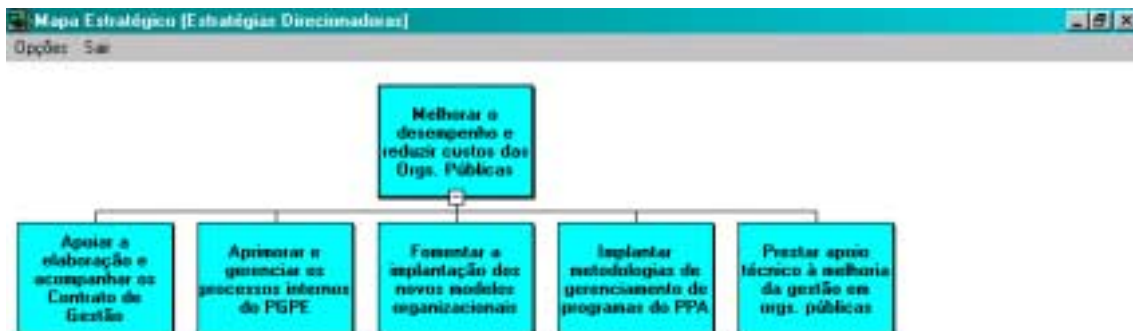 Mapa Estratégico (Estratégias Direcionadoras)
Opções Sair
Melhorar o
desempenho e
reduzir custos das
Orgs. Públicas
Apoiar a
elaboração e
acompanhar os
Contrato de
Gestão
Aprimorar e
gerenciar os
processos internos
do PGPE
Fomentar a
implantação dos
novos modelos
organizacionais
Implantar
metodologias de
gerenciamento de
programas do PPA
Prestar apoio
técnico à melhoria
da gestão em
orgs. públicas